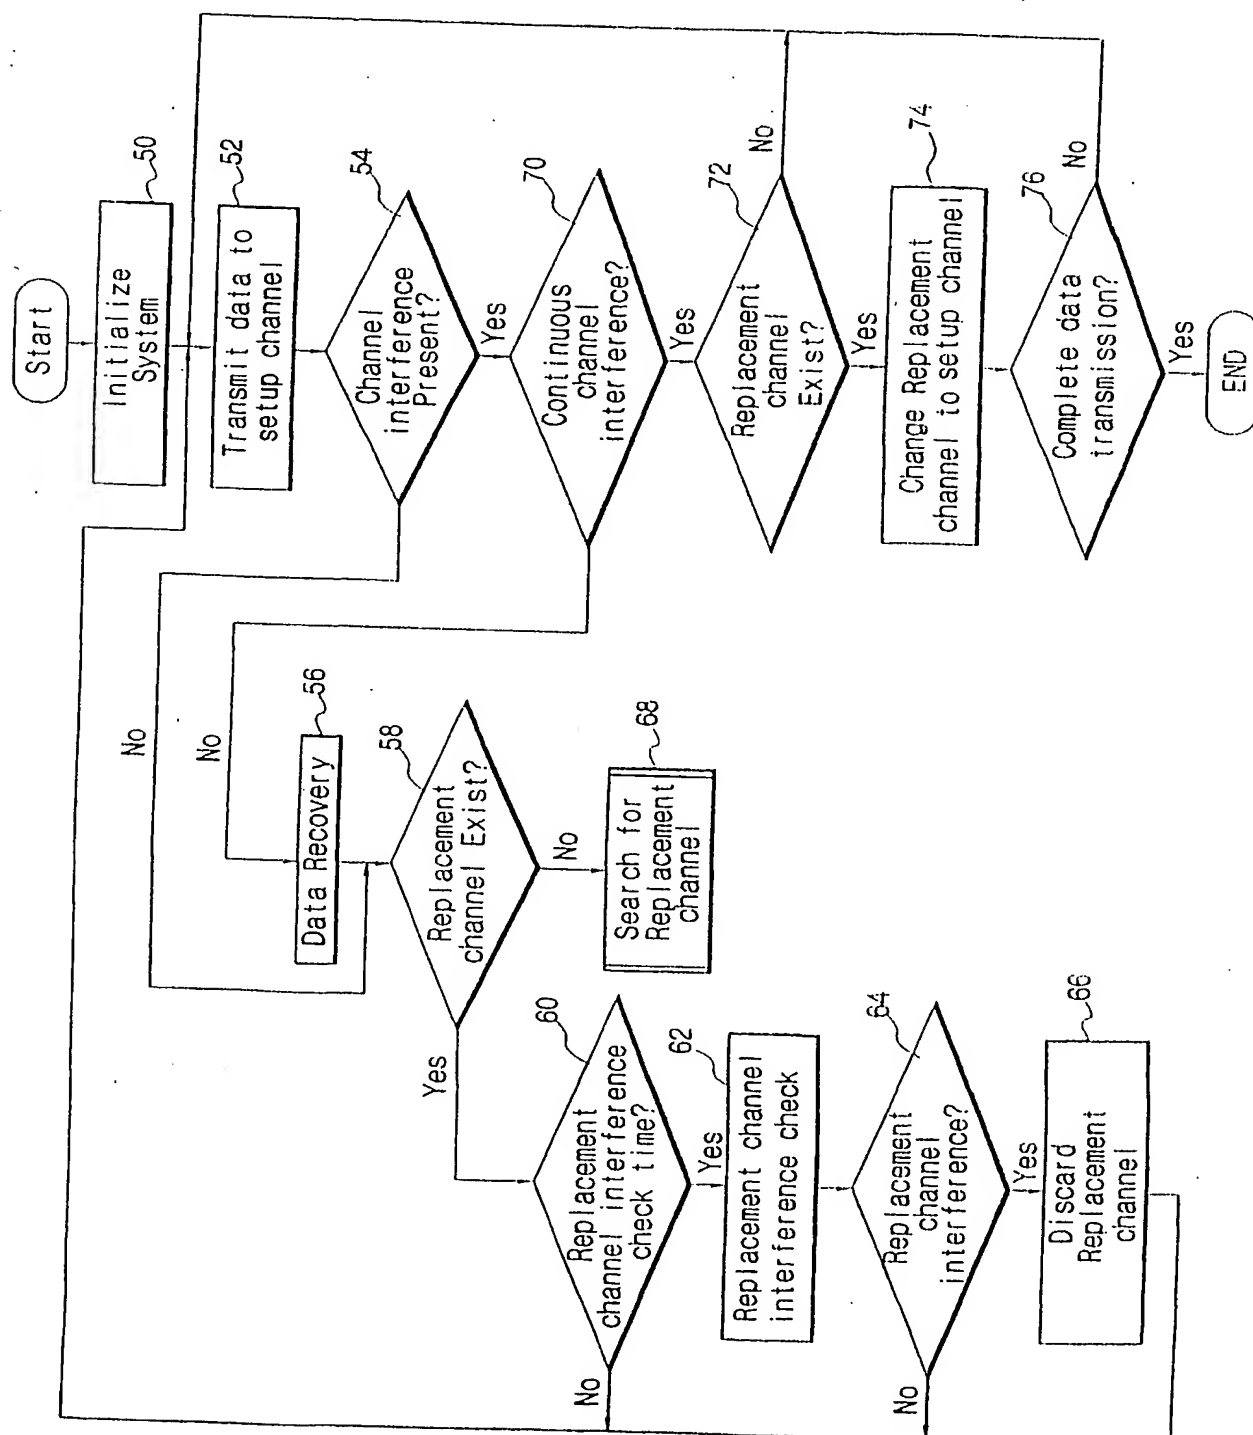 Start
Initialize
System
50
Transmit data to
setup channel
52
Channel
interference
Present?
54
Yes
No
Continuous
channel
interference?
70
Yes
No
Replacement
channel
Exist?
72
No
Yes
Change Replacement
channel to setup channel
74
Complete data
transmission?
76
No
Yes
END
Data Recovery
56
Replacement
channel Exist?
58
No
Yes
Search for
Replacement
channel
68
Replacement
channel interference
check time?
60
Yes
No
Replacement channel
interference check
62
Replacement
channel
interference?
64
Yes
No
Discard
Replacement
channel
66